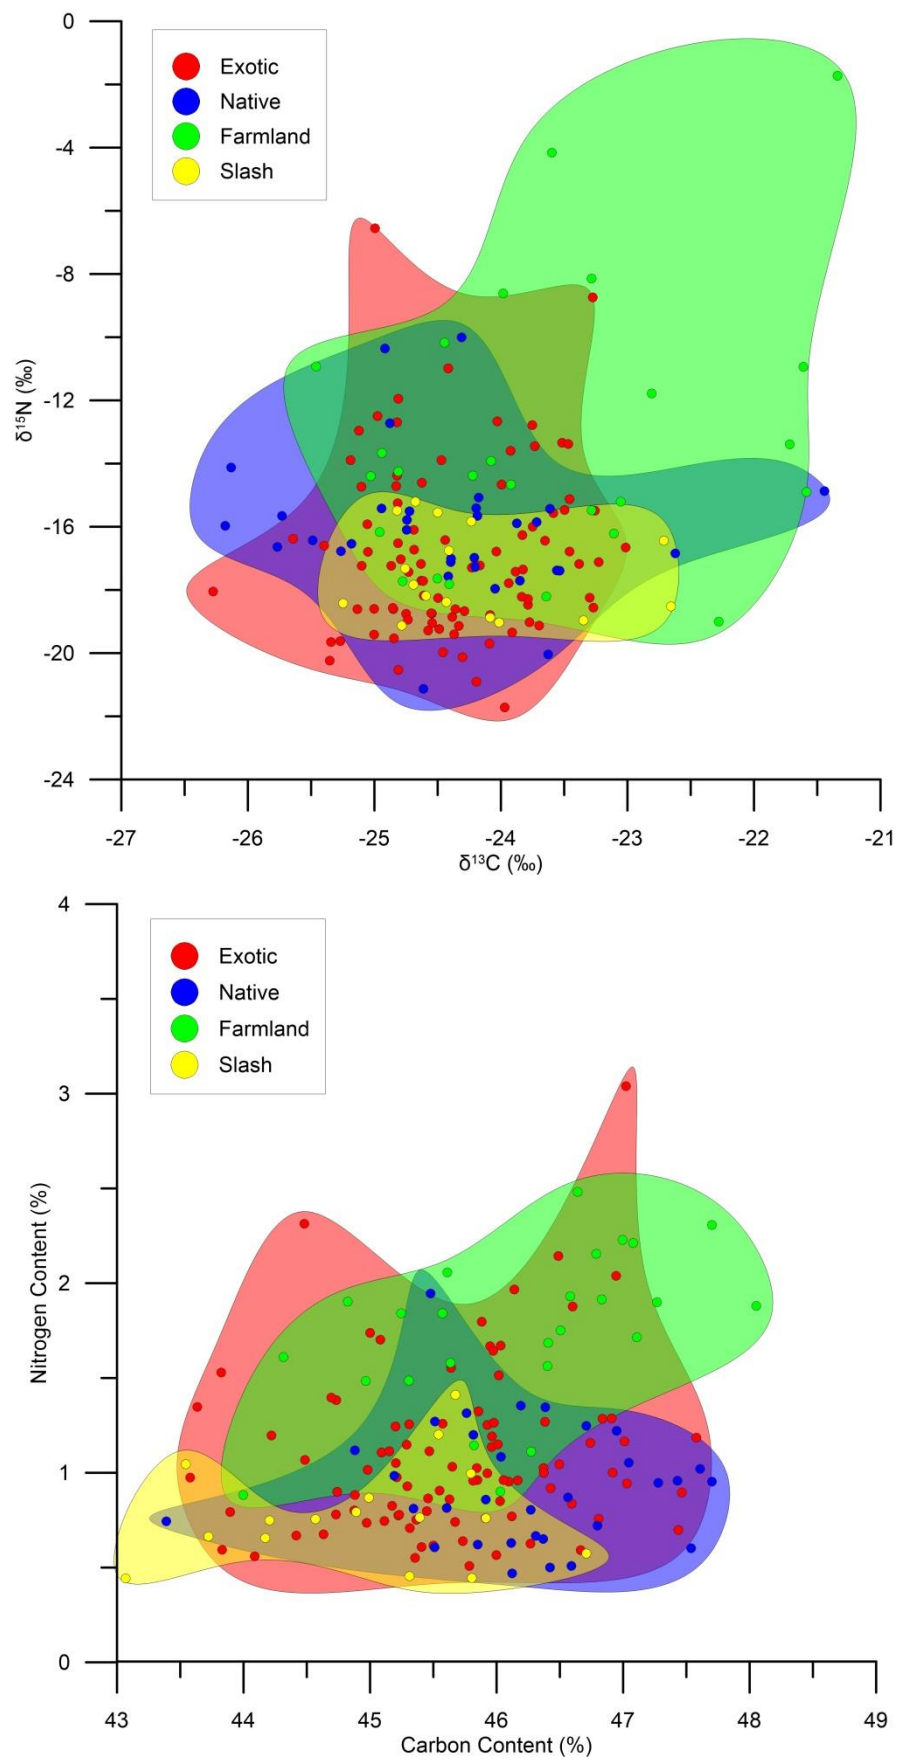 0
-4
-8
-12
-16
-20
-24
δ¹⁵N (‰)
Exotic
Native
Farmland
Slash
-27 -26 -25 -24 -23 -22 -21
δ¹³C (‰)
4
3
2
1
0
Nitrogen Content (%)
Exotic
Native
Farmland
Slash
43 44 45 46 47 48 49
Carbon Content (%)